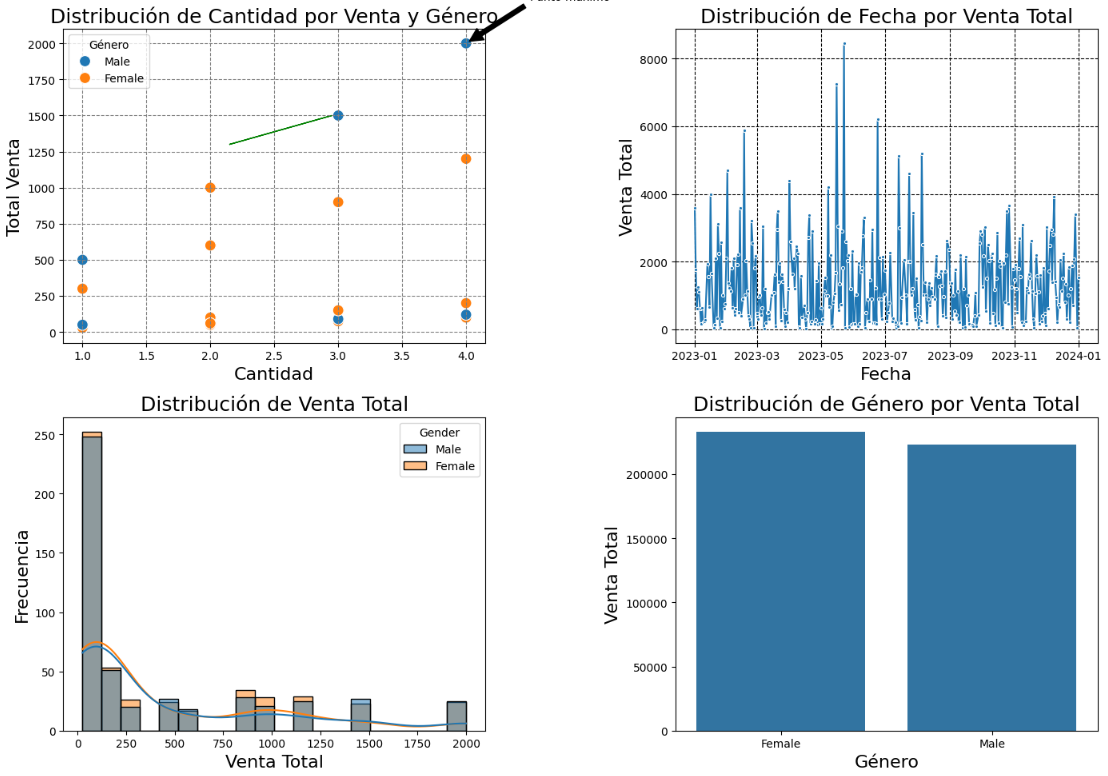 Distribución de Cantidad por Venta y Género
Género
Male
Female
Total Venta
2000
1750
1500
1250
1000
750
500
250
0
1.0 1.5 2.0 2.5 3.0 3.5 4.0
Cantidad
Distribución de Fecha por Venta Total
Venta Total
8000
6000
4000
2000
0
2023-01 2023-03 2023-05 2023-07 2023-09 2023-11 2024-01
Fecha
Distribución de Venta Total
Gender
Male
Female
Frecuencia
250
200
150
100
50
0
0 250 500 750 1000 1250 1500 1750 2000
Venta Total
Distribución de Género por Venta Total
Venta Total
200000
150000
100000
50000
0
Female Male
Género